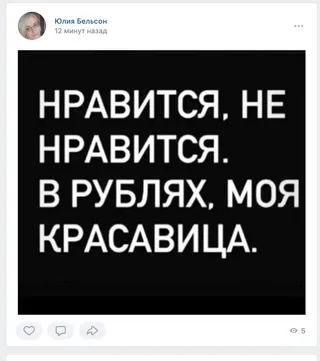 Юлия Бельсон
12 минут назад
НРАВИТСЯ, НЕ
НРАВИТСЯ.
В РУБЛЯХ, МОЯ
КРАСАВИЦА.
5